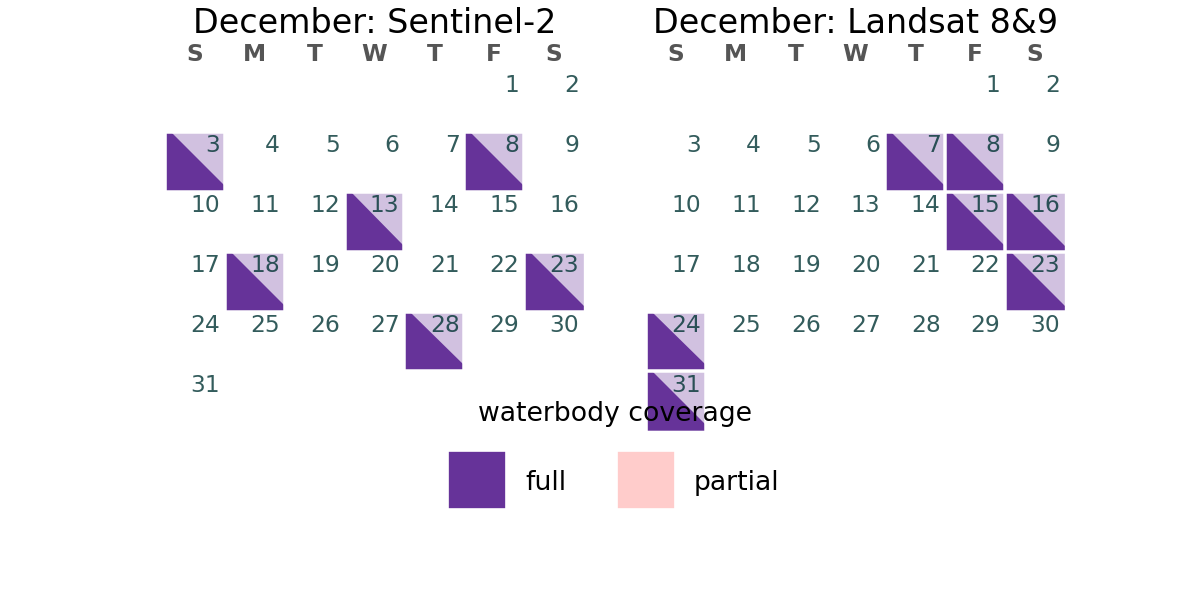 December: Sentinel-2
S M T W T F S
1 2
3 4 5 6 7 8 9
10 11 12 13 14 15 16
17 18 19 20 21 22 23
24 25 26 27 28 29 30
31
December: Landsat 8&9
S M T W T F S
1 2
3 4 5 6 7 8 9
10 11 12 13 14 15 16
17 18 19 20 21 22 23
24 25 26 27 28 29 30
31
waterbody coverage
full partial